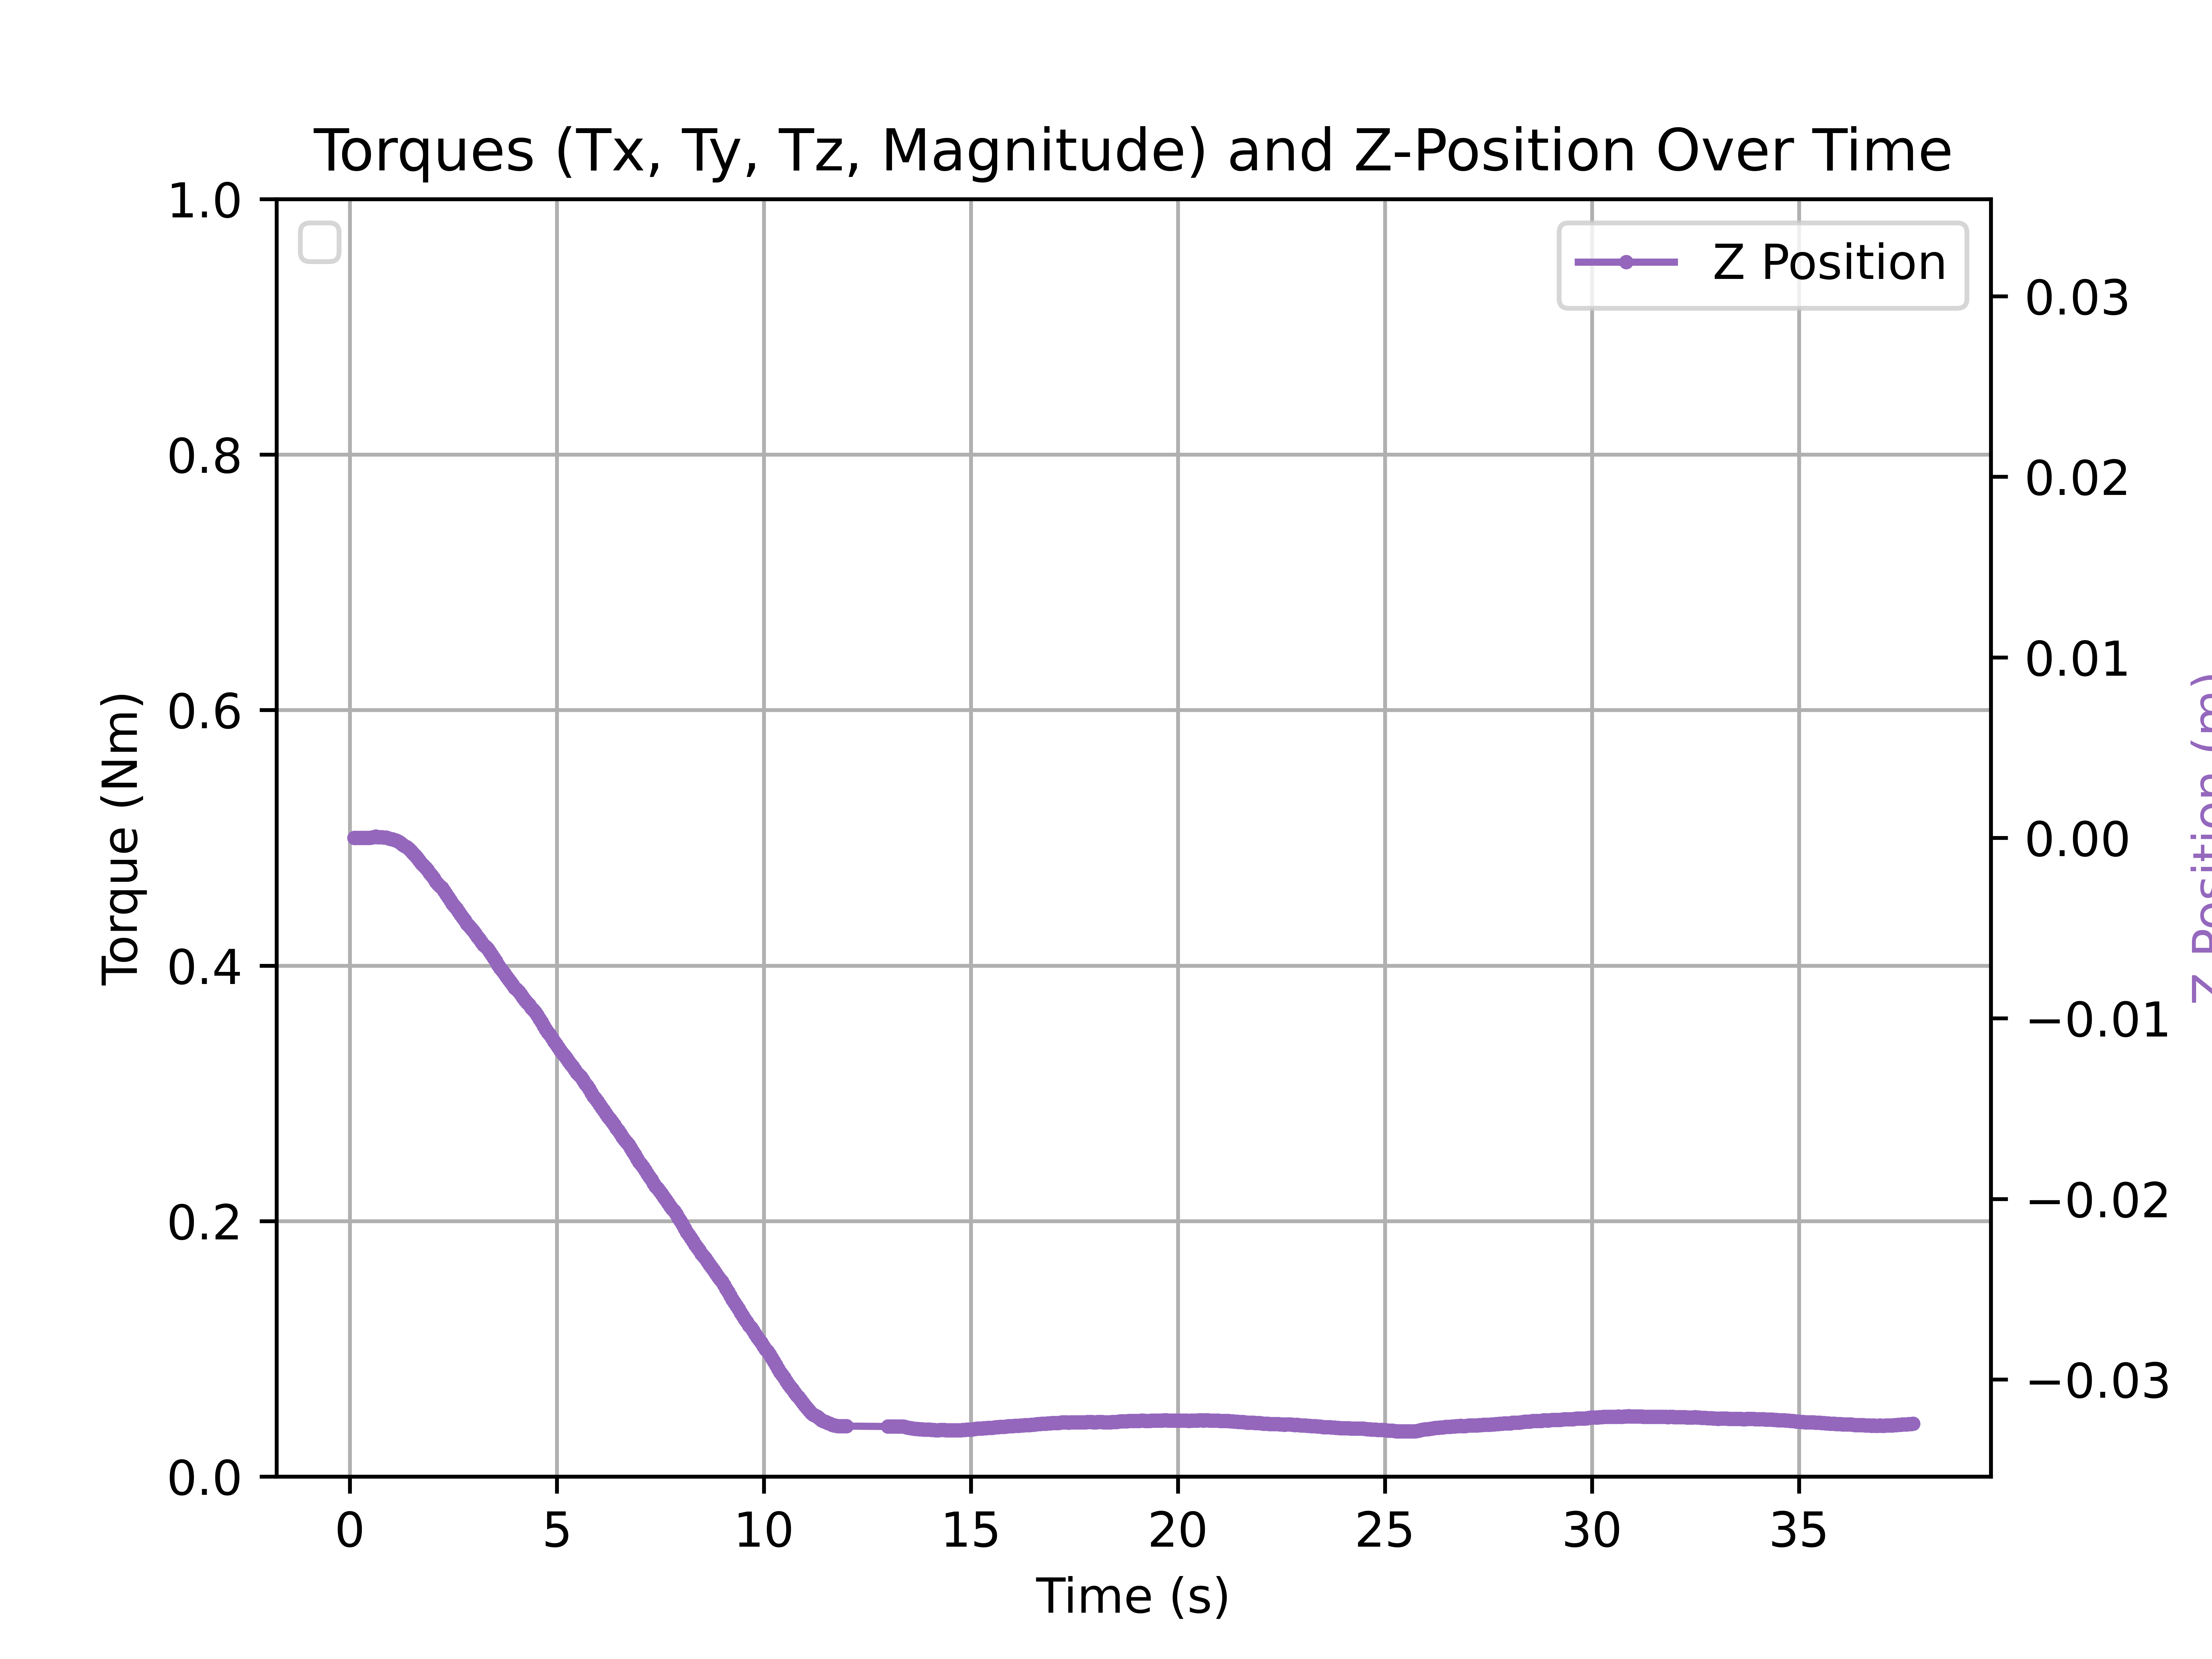 Torques (Tx, Ty, Tz, Magnitude) and Z-Position Over Time
1.0
0.8
0.6
0.4
0.2
0.0
Torque (Nm)
Z Position
0.03
0.02
0.01
0.00
−0.01
−0.02
−0.03
Z Position (m)
0 5 10 15 20 25 30 35
Time (s)